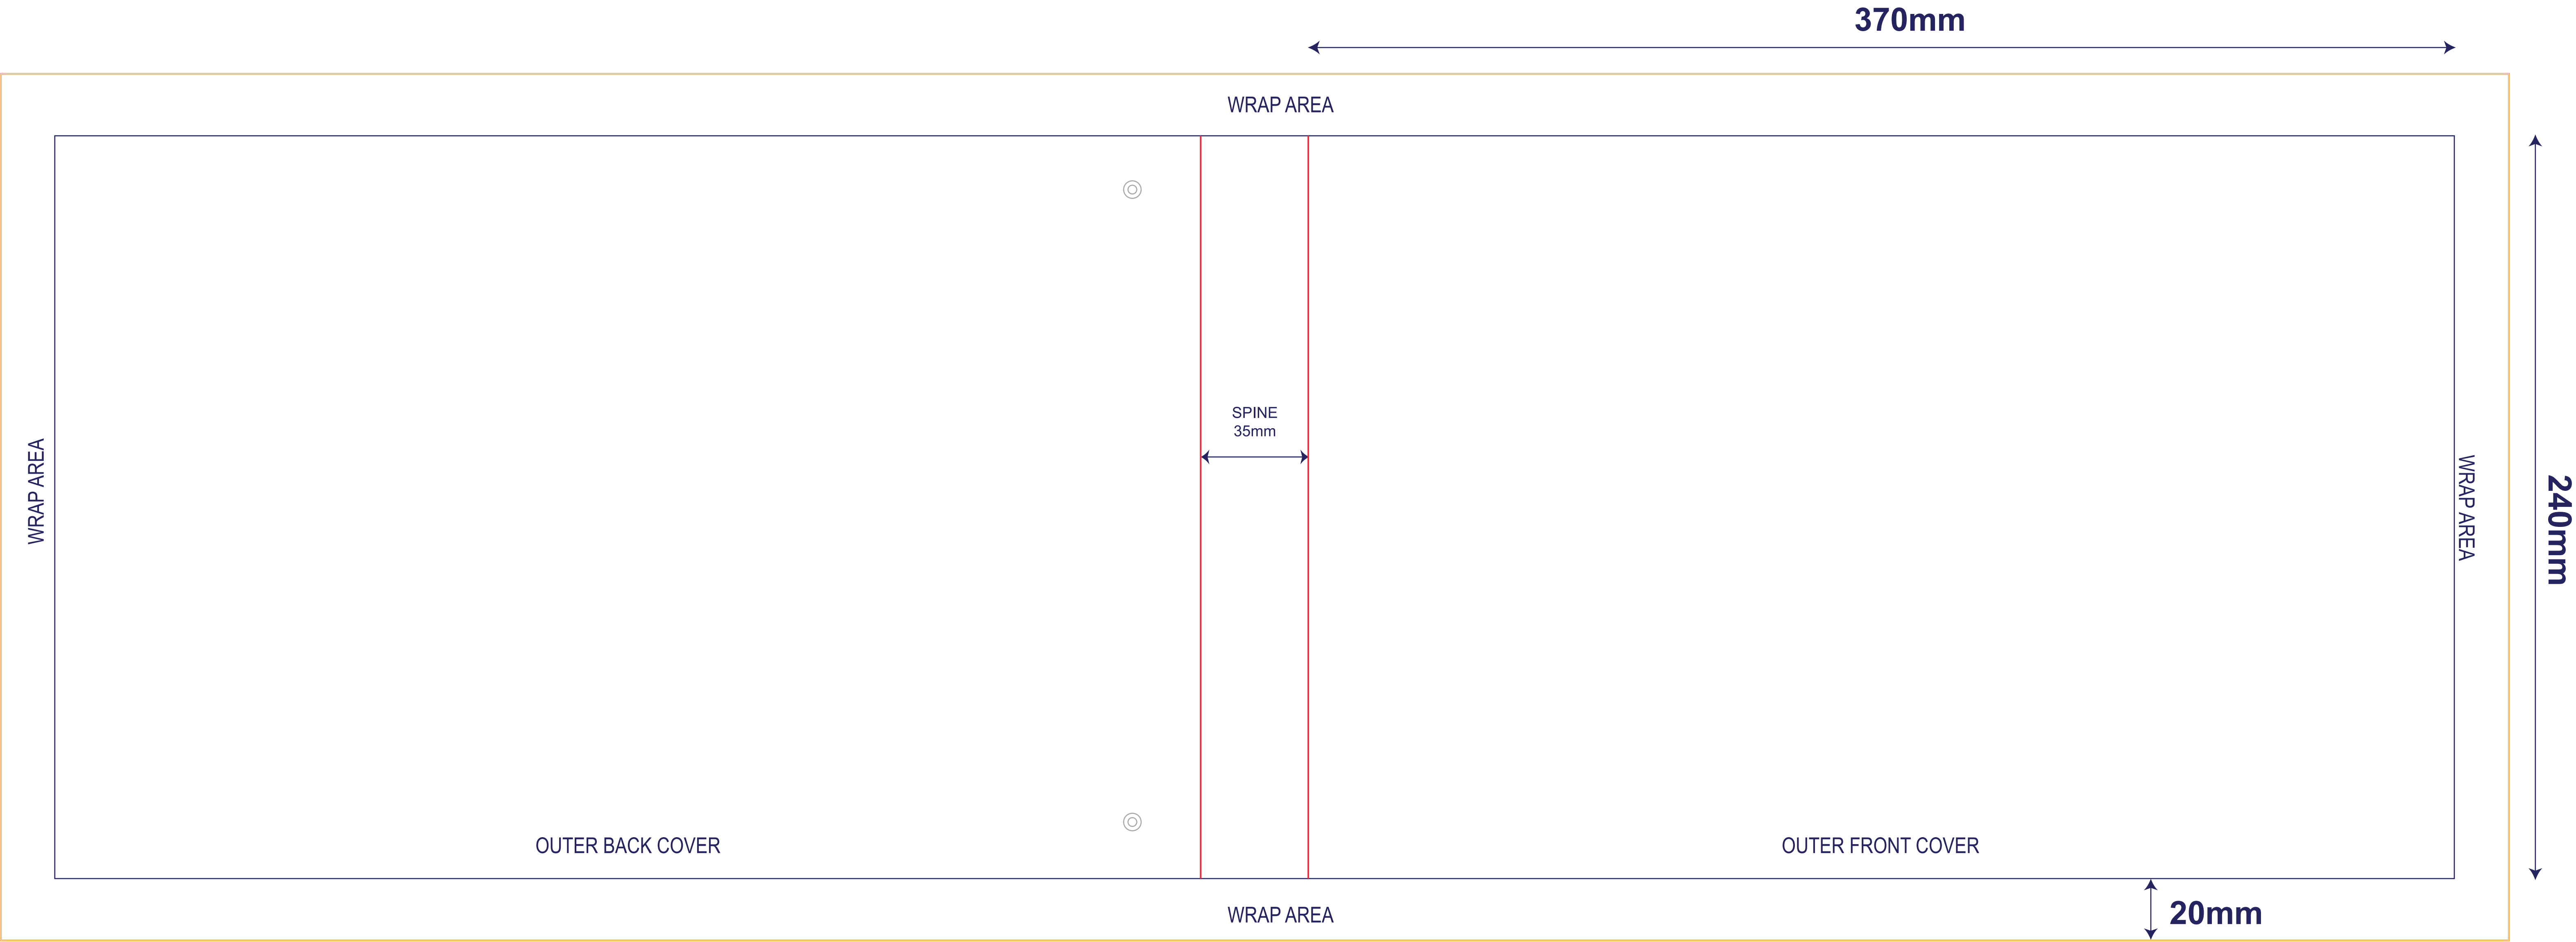 370mm
WRAP AREA
SPINE
35mm
WRAP AREA
WRAP AREA
240mm
OUTER BACK COVER
OUTER FRONT COVER
WRAP AREA
20mm